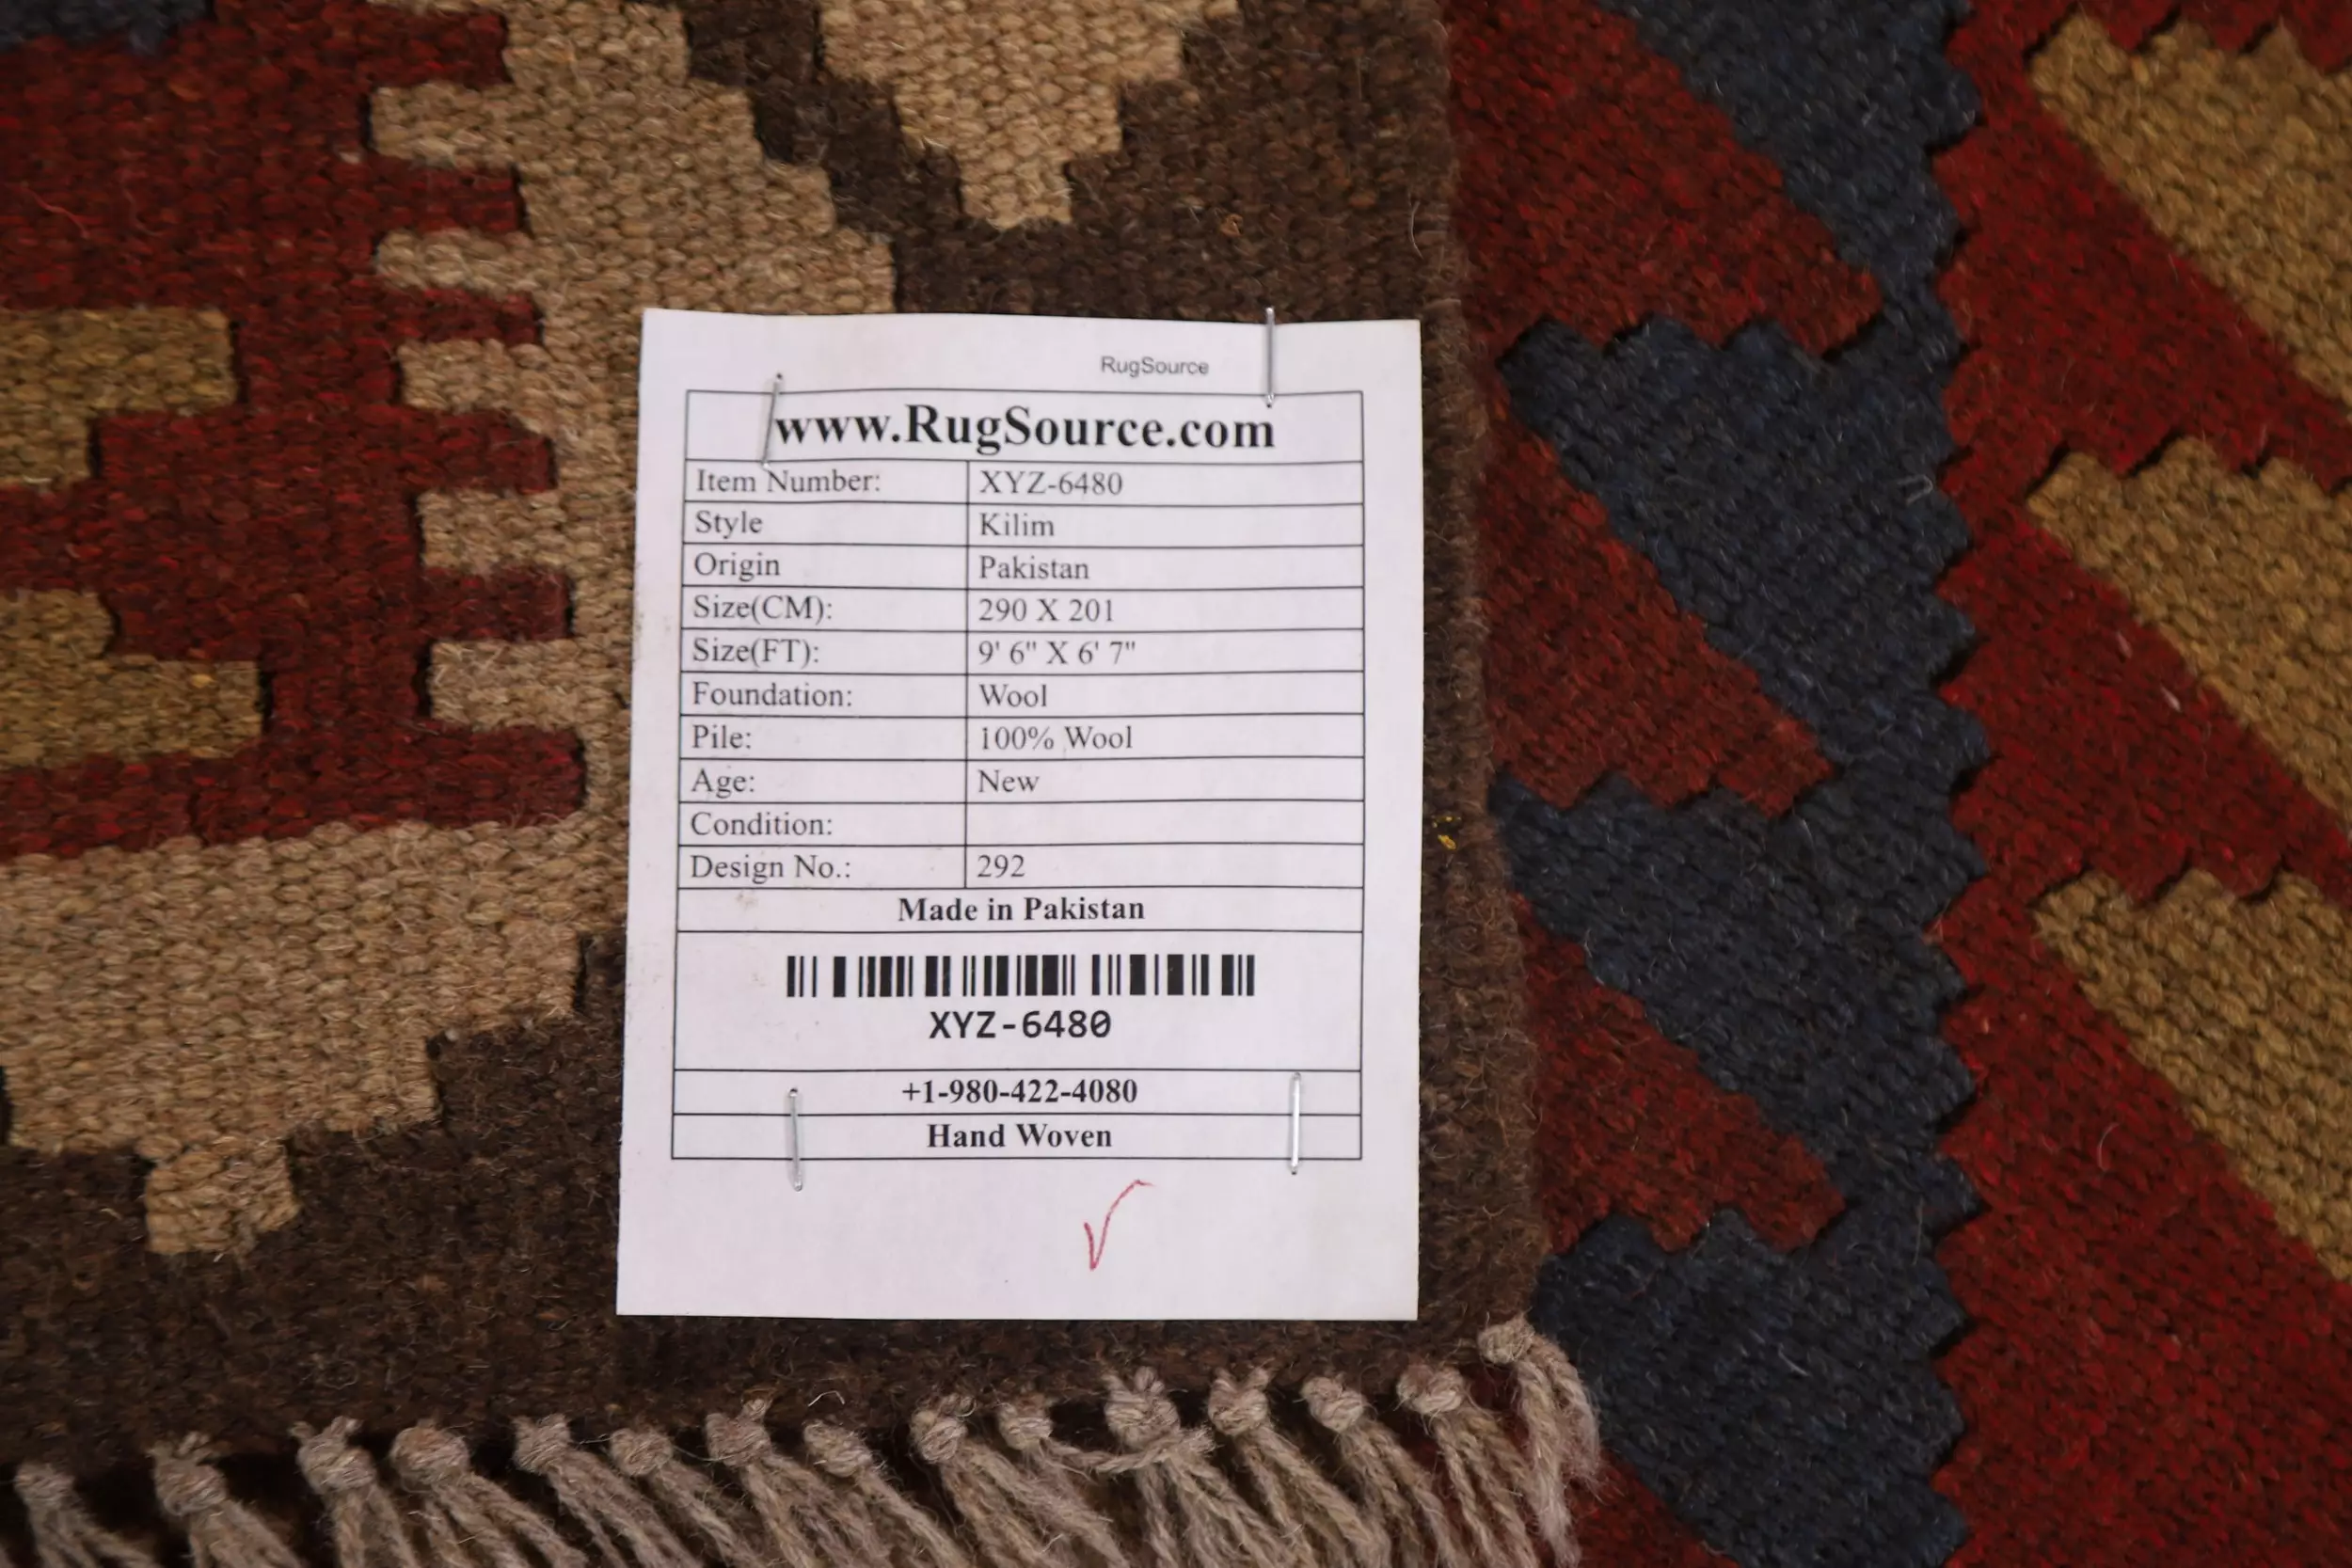 RugSource
www.RugSource.com
Item Number: XYZ-6480
Style Kilim
Origin Pakistan
Size(CM): 290 X 201
Size(FT): 9' 6" X 6' 7"
Foundation: Wool
Pile: 100% Wool
Age: New
Condition:
Design No.: 292
Made in Pakistan
XYZ-6480
+1-980-422-4080
Hand Woven